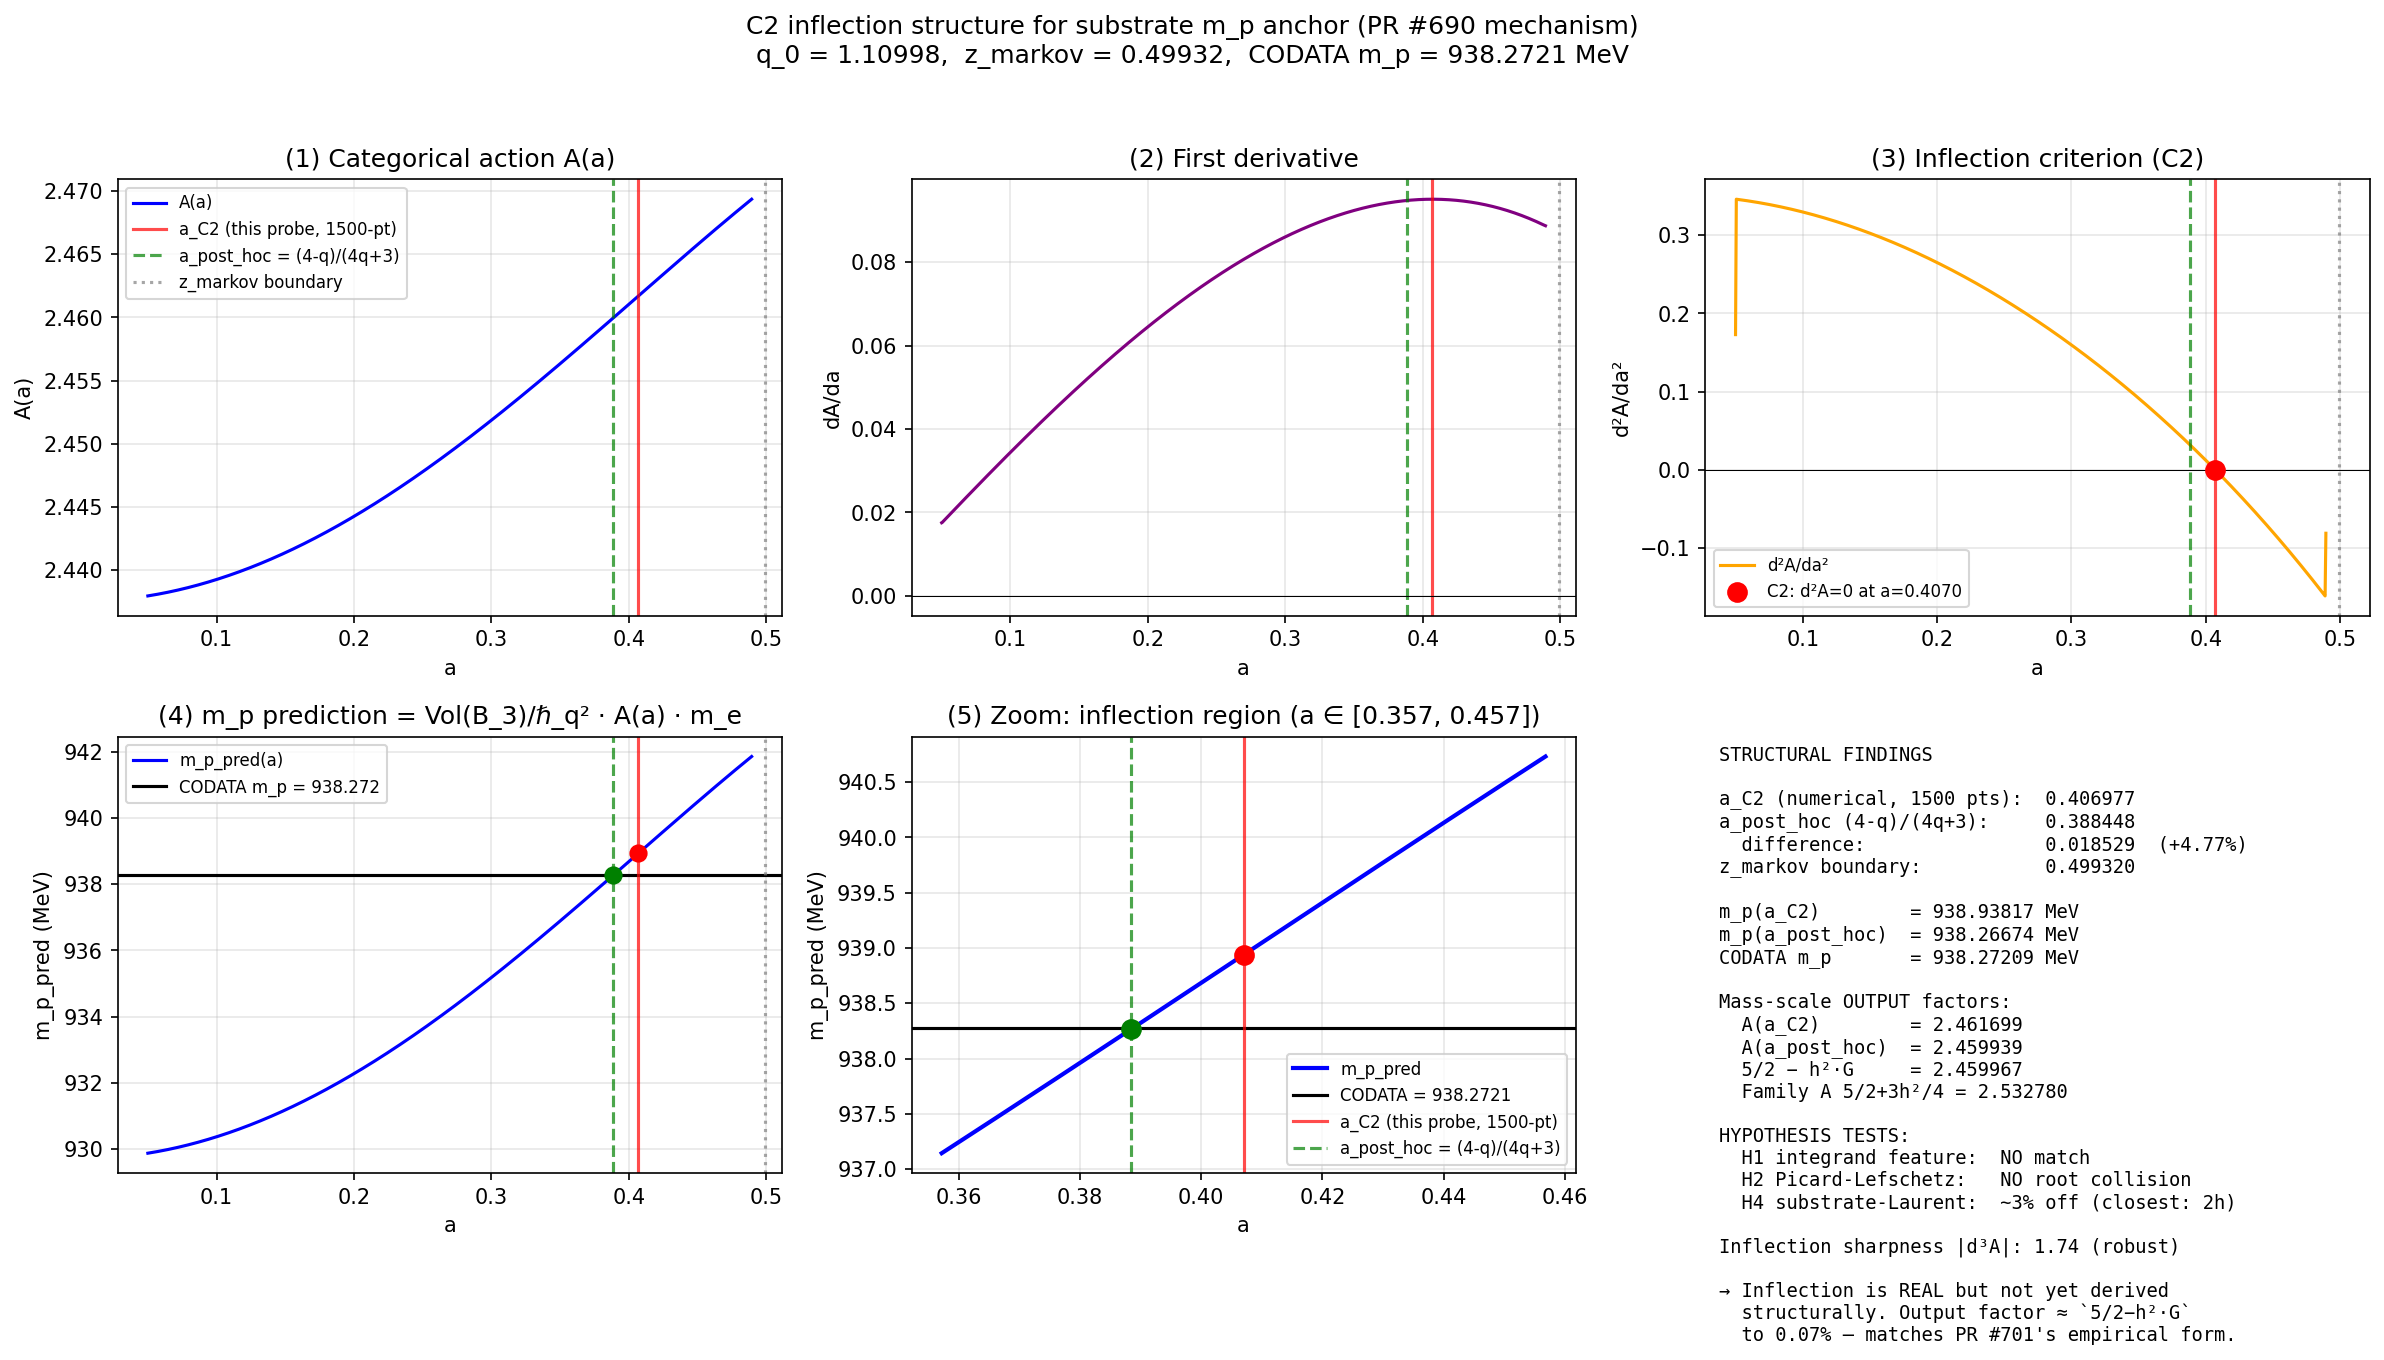 C2 inflection structure for substrate m_p anchor (PR #690 mechanism)
q_0 = 1.10998,  z_markov = 0.49932,  CODATA m_p = 938.2721 MeV
(1) Categorical action A(a)
A(a)
2.470
2.465
2.460
2.455
2.450
2.445
2.440
A(a)
a_C2 (this probe, 1500-pt)
a_post_hoc = (4-q)/(4q+3)
z_markov boundary
0.1 0.2 0.3 0.4 0.5
a
(2) First derivative
dA/da
0.08
0.06
0.04
0.02
0.00
0.1 0.2 0.3 0.4 0.5
a
(3) Inflection criterion (C2)
d²A/da²
0.3
0.2
0.1
0.0
−0.1
d²A/da²
C2: d²A=0 at a=0.4070
0.1 0.2 0.3 0.4 0.5
a
(4) m_p prediction = Vol(B_3)/ℏ_q² · A(a) · m_e
m_p_pred (MeV)
942
940
938
936
934
932
930
m_p_pred(a)
CODATA m_p = 938.272
0.1 0.2 0.3 0.4 0.5
a
(5) Zoom: inflection region (a ∈ [0.357, 0.457])
m_p_pred (MeV)
940.5
940.0
939.5
939.0
938.5
938.0
937.5
937.0
m_p_pred
CODATA = 938.2721
a_C2 (this probe, 1500-pt)
a_post_hoc = (4-q)/(4q+3)
0.36 0.38 0.40 0.42 0.44 0.46
a
STRUCTURAL FINDINGS
a_C2 (numerical, 1500 pts):  0.406977
a_post_hoc (4-q)/(4q+3):     0.388448
difference:                0.018529  (+4.77%)
z_markov boundary:           0.499320
m_p(a_C2)        = 938.93817 MeV
m_p(a_post_hoc)  = 938.26674 MeV
CODATA m_p       = 938.27209 MeV
Mass-scale OUTPUT factors:
A(a_C2)        = 2.461699
A(a_post_hoc)  = 2.459939
5/2 − h²·G     = 2.459967
Family A 5/2+3h²/4 = 2.532780
HYPOTHESIS TESTS:
H1 integrand feature:  NO match
H2 Picard-Lefschetz:   NO root collision
H4 substrate-Laurent:  ~3% off (closest: 2h)
Inflection sharpness |d³A|: 1.74 (robust)
→ Inflection is REAL but not yet derived
structurally. Output factor ≈ `5/2−h²·G`
to 0.07% — matches PR #701's empirical form.